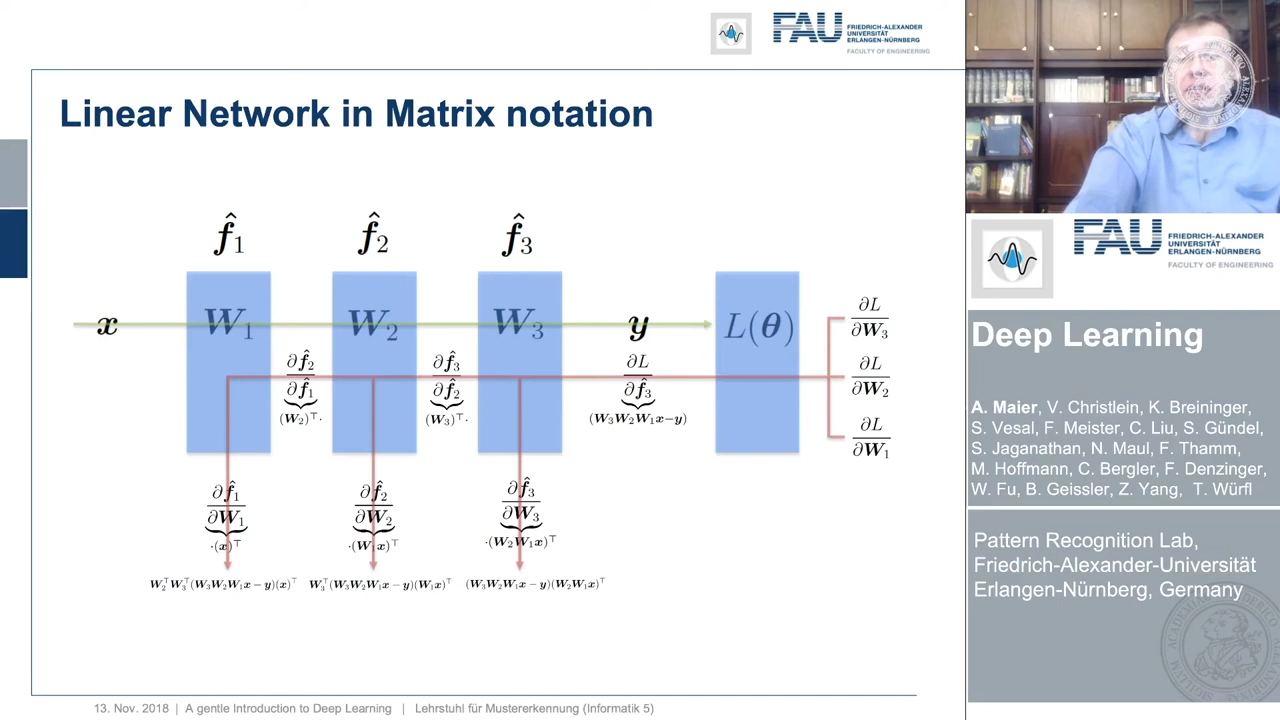 FAU FRIEDRICH-ALEXANDER
UNIVERSITÄT
ERLANGEN-NÜRNBERG
FACULTY OF ENGINEERING
Linear Network in Matrix notation
f̂₁ f̂₂ f̂₃
x W₁ W₂ W₃ y L(θ)
∂f̂₂/∂f̂₁ ∂f̂₃/∂f̂₂ ∂L/∂f̂₃
(W₂)ᵀ· (W₃)ᵀ· (W₃W₂W₁x−y)
∂L/∂W₃
∂L/∂W₂
∂L/∂W₁
∂f̂₁/∂W₁ ∂f̂₂/∂W₂ ∂f̂₃/∂W₃
·(x)ᵀ ·(W₁x)ᵀ ·(W₂W₁x)ᵀ
W₂ᵀW₃ᵀ(W₃W₂W₁x − y)(x)ᵀ W₃ᵀ(W₃W₂W₁x − y)(W₁x)ᵀ (W₃W₂W₁x − y)(W₂W₁x)ᵀ
13. Nov. 2018 | A gentle Introduction to Deep Learning | Lehrstuhl für Mustererkennung (Informatik 5)
FAU FRIEDRICH-ALEXANDER
UNIVERSITÄT
ERLANGEN-NÜRNBERG
FACULTY OF ENGINEERING
Deep Learning
A. Maier, V. Christlein, K. Breininger,
S. Vesal, F. Meister, C. Liu, S. Gündel,
S. Jaganathan, N. Maul, F. Thamm,
M. Hoffmann, C. Bergler, F. Denzinger,
W. Fu, B. Geissler, Z. Yang, T. Würfl
Pattern Recognition Lab,
Friedrich-Alexander-Universität
Erlangen-Nürnberg, Germany